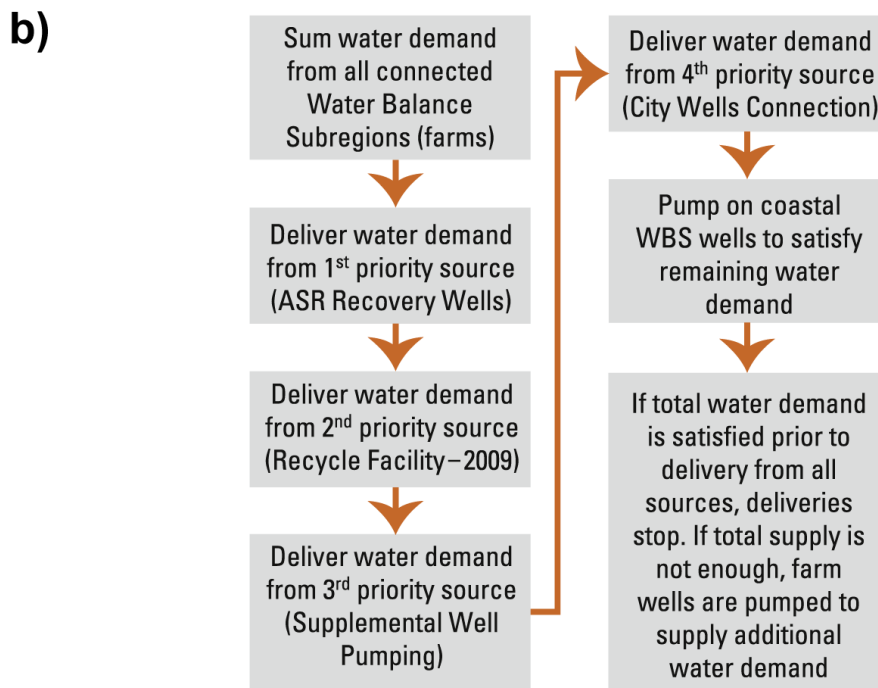 b)
Sum water demand
from all connected
Water Balance
Subregions (farms)
Deliver water demand
from 1st priority source
(ASR Recovery Wells)
Deliver water demand
from 2nd priority source
(Recycle Facility–2009)
Deliver water demand
from 3rd priority source
(Supplemental Well
Pumping)
Deliver water demand
from 4th priority source
(City Wells Connection)
Pump on coastal
WBS wells to satisfy
remaining water
demand
If total water demand
is satisfied prior to
delivery from all
sources, deliveries
stop. If total supply is
not enough, farm
wells are pumped to
supply additional
water demand